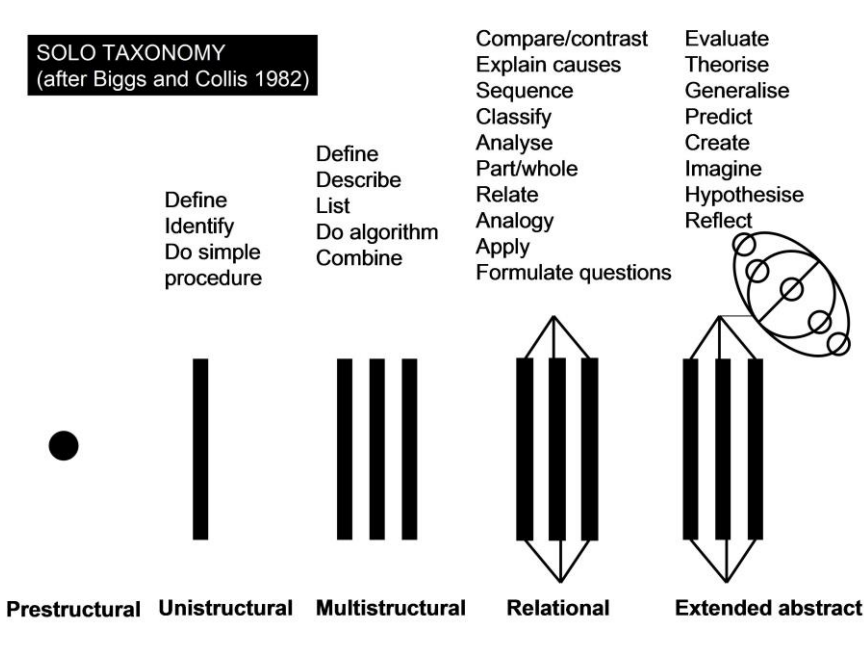 SOLO TAXONOMY
(after Biggs and Collis 1982)
Define
Identify
Do simple
procedure
Define
Describe
List
Do algorithm
Combine
Compare/contrast
Explain causes
Sequence
Classify
Analyse
Part/whole
Relate
Analogy
Apply
Formulate questions
Evaluate
Theorise
Generalise
Predict
Create
Imagine
Hypothesise
Reflect
Prestructural
Unistructural
Multistructural
Relational
Extended abstract